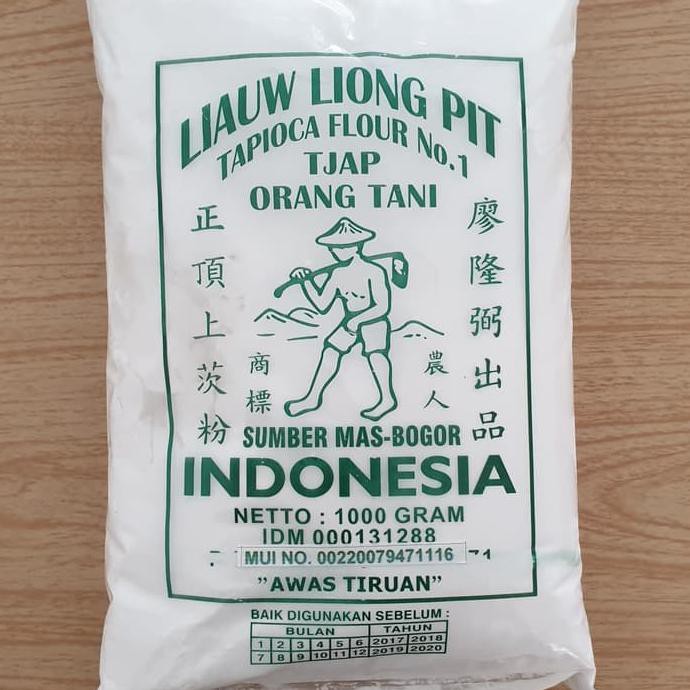 LIAUW LIONG PIT
TAPIOCA FLOUR No.1
TJAP
ORANG TANI
正頂上茨粉
廖隆弼出品
商標
農人
SUMBER MAS-BOGOR
INDONESIA
NETTO : 1000 GRAM
IDM 000131288
MUI NO. 00220079471116
"AWAS TIRUAN"
BAIK DIGUNAKAN SEBELUM :
BULAN TAHUN
1 2 3 4 5 6 2017 2018
7 8 9 10 11 12 2019 2020